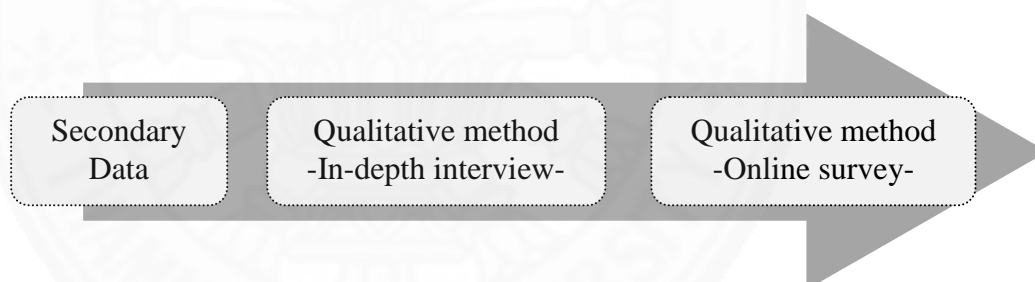 Secondary
Data
Qualitative method
-In-depth interview-
Qualitative method
-Online survey-